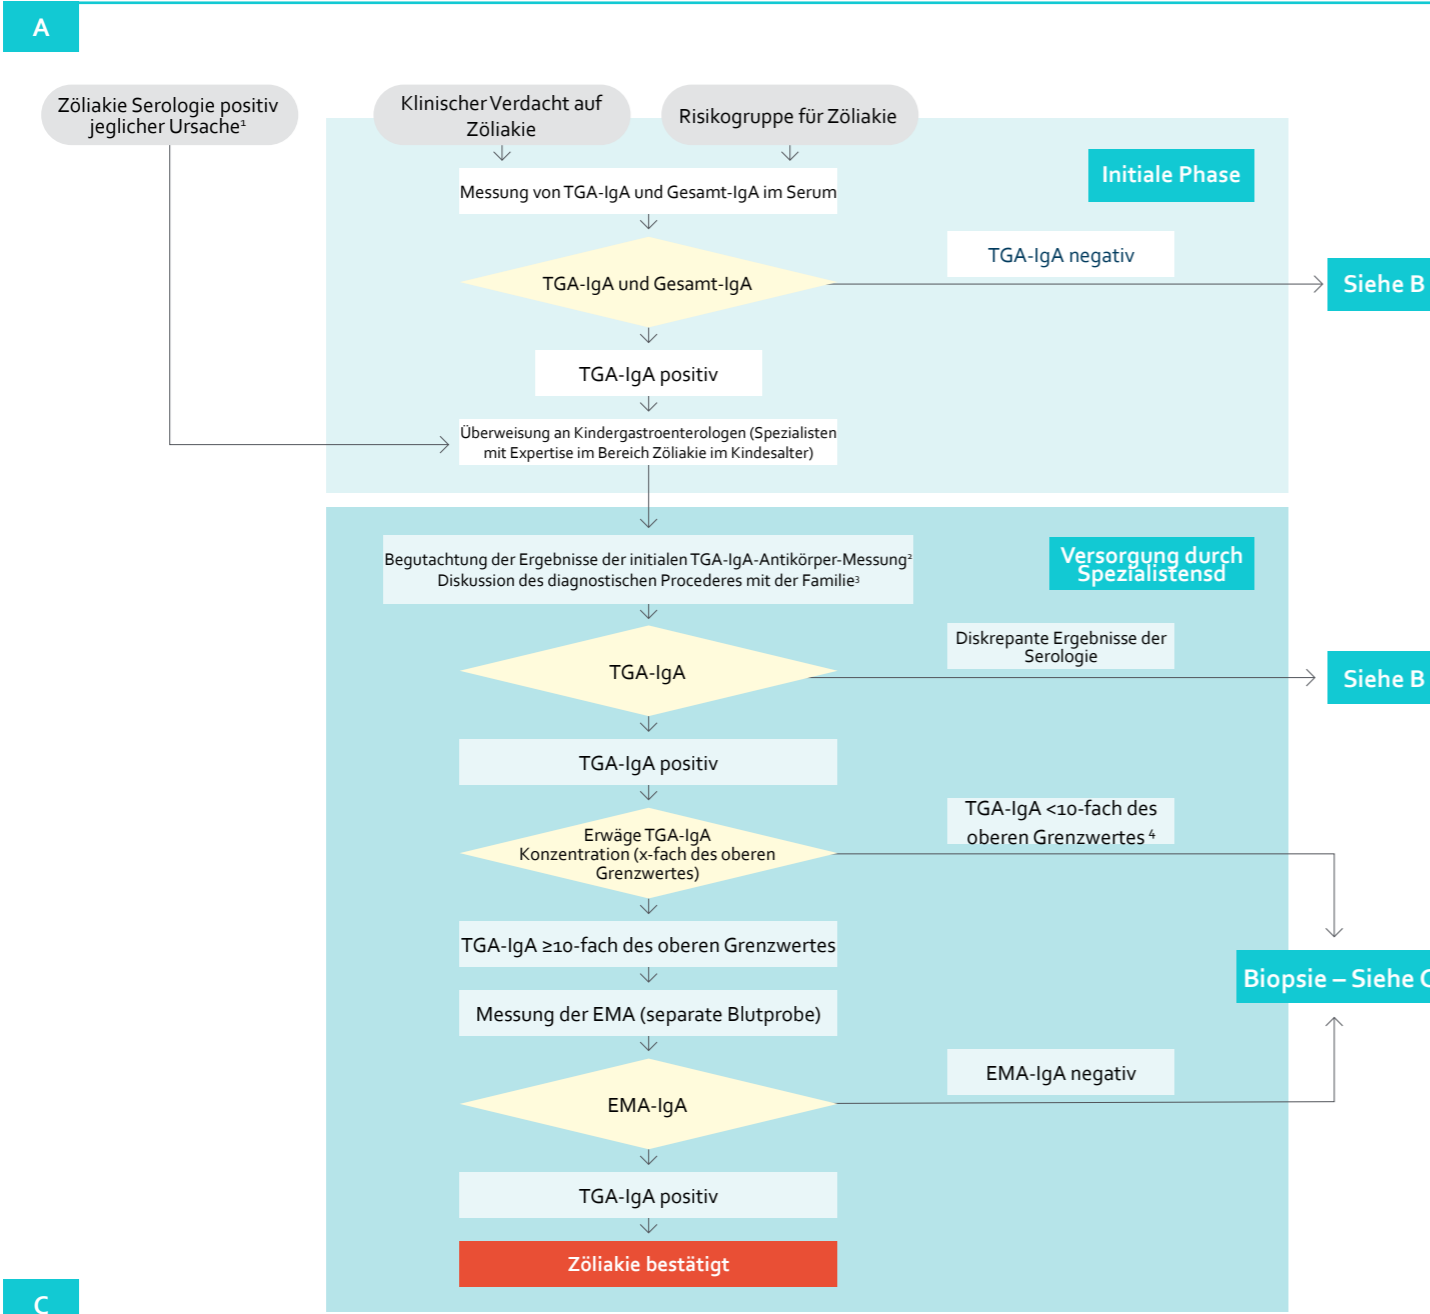 A
Zöliakie Serologie positiv
jeglicher Ursache¹
Klinischer Verdacht auf
Zöliakie
Risikogruppe für Zöliakie
Initiale Phase
Messung von TGA-IgA und Gesamt-IgA im Serum
TGA-IgA und Gesamt-IgA
TGA-IgA negativ
Siehe B
TGA-IgA positiv
Überweisung an Kindergastroenterologen (Spezialisten
mit Expertise im Bereich Zöliakie im Kindesalter)
Begutachtung der Ergebnisse der initialen TGA-IgA-Antikörper-Messung²
Diskussion des diagnostischen Procederes mit der Familie³
Versorgung durch
Spezialistensd
TGA-IgA
Diskrepante Ergebnisse der
Serologie
Siehe B
TGA-IgA positiv
Erwäge TGA-IgA
Konzentration (x-fach des oberen
Grenzwertes)
TGA-IgA <10-fach des
oberen Grenzwertes ⁴
TGA-IgA ≥10-fach des oberen Grenzwertes
Biopsie – Siehe C
Messung der EMA (separate Blutprobe)
EMA-IgA
EMA-IgA negativ
TGA-IgA positiv
Zöliakie bestätigt
C